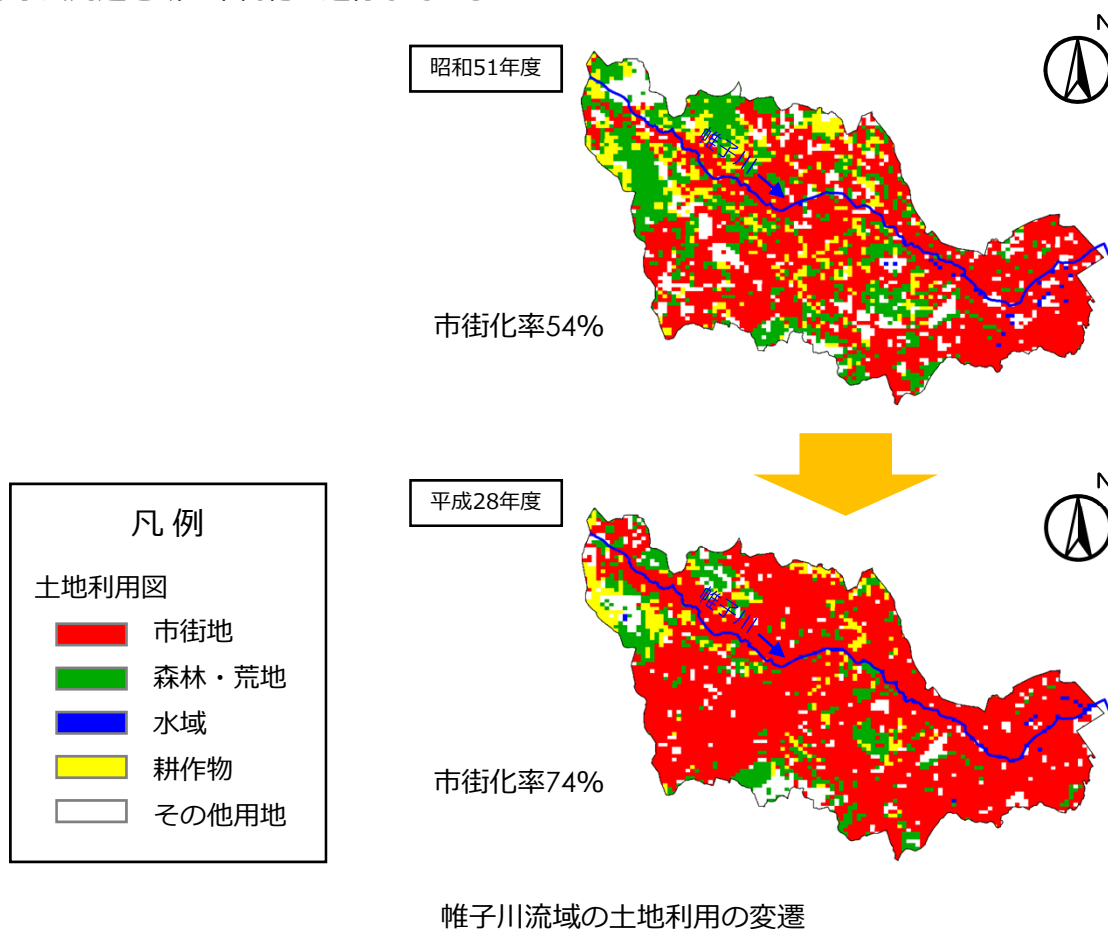 昭和51年度
N
帷子川
市街化率54%
平成28年度
N
凡 例
土地利用図
市街地
森林・荒地
水域
耕作物
その他用地
帷子川
市街化率74%
帷子川流域の土地利用の変遷